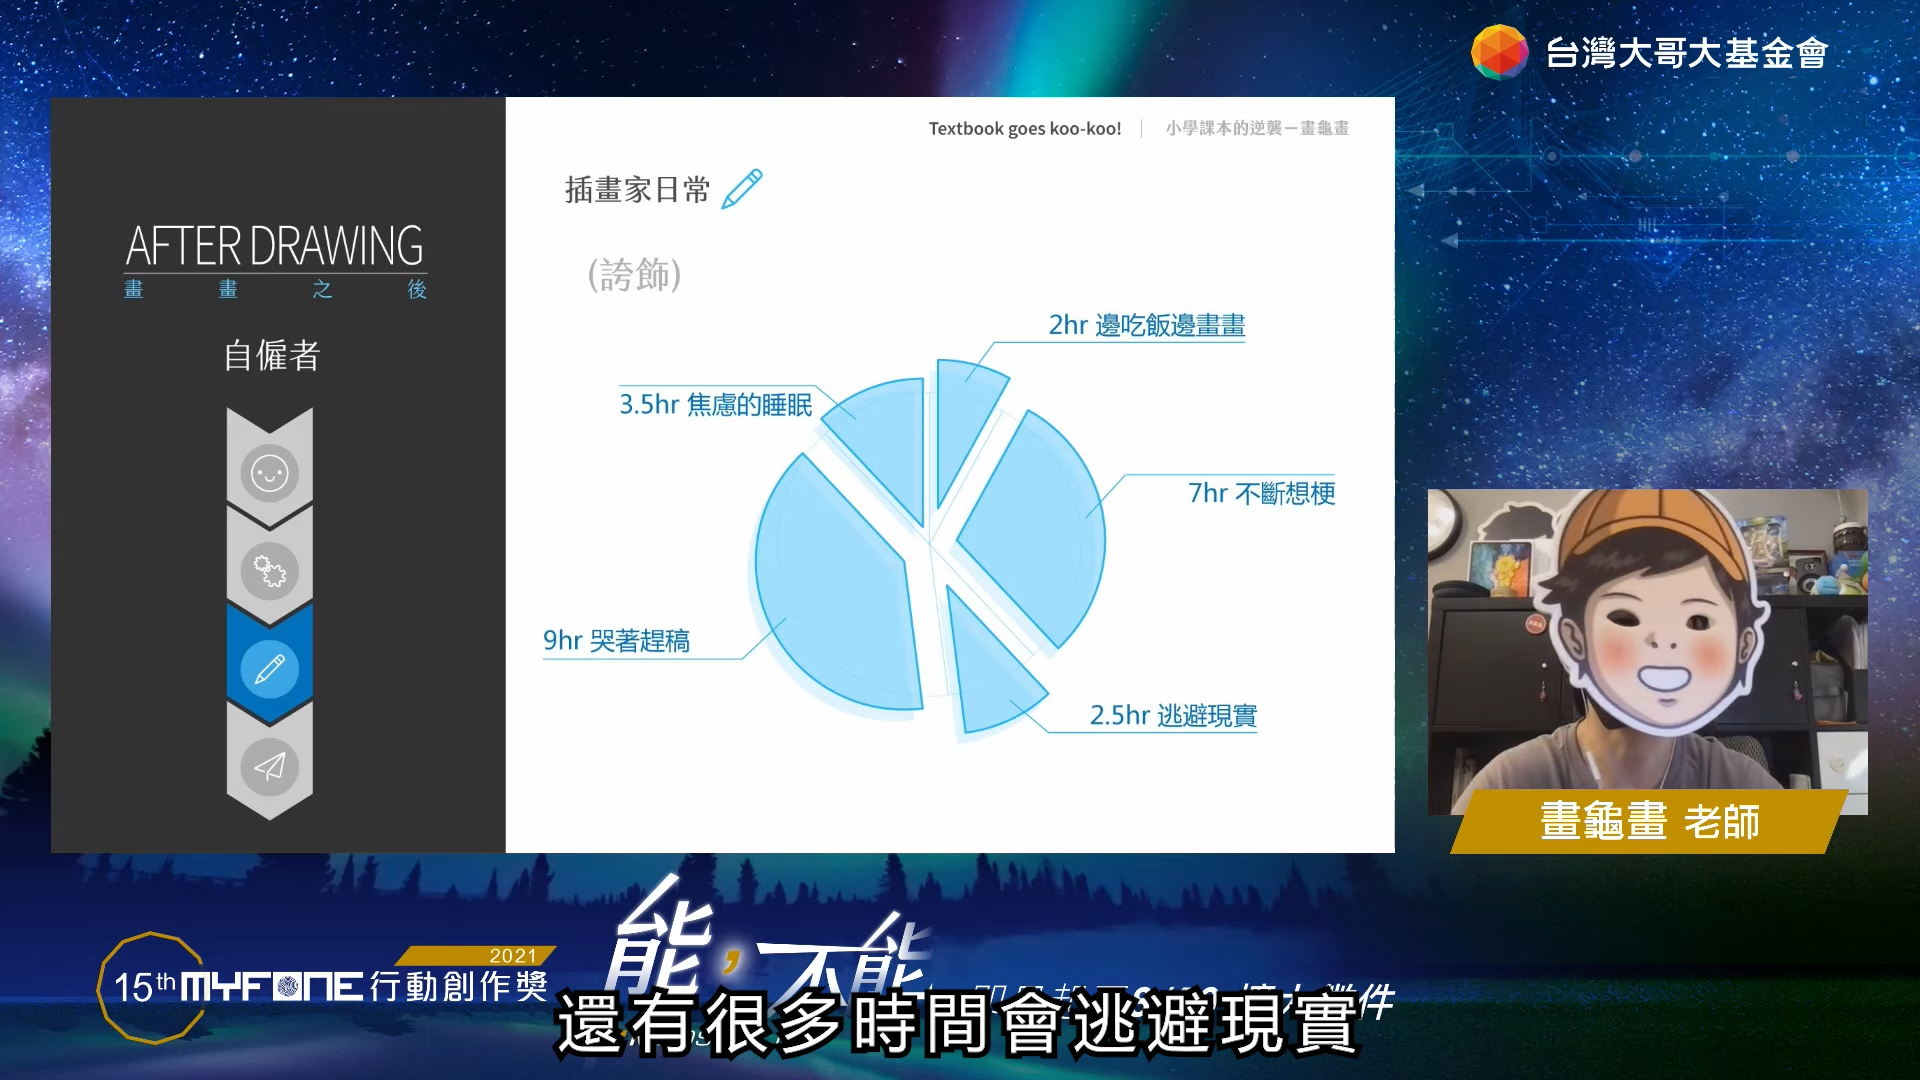 台灣大哥大基金會
Textbook goes koo-koo!
小學課本的逆襲－畫龜畫
插畫家日常
(誇飾)
AFTER DRAWING
畫畫之後
自僱者
2hr 邊吃飯邊畫畫
3.5hr 焦慮的睡眠
7hr 不斷想梗
9hr 哭著趕稿
2.5hr 逃避現實
畫龜畫 老師
2021
15th MYFONE 行動創作獎
能，不能
還有很多時間會逃避現實